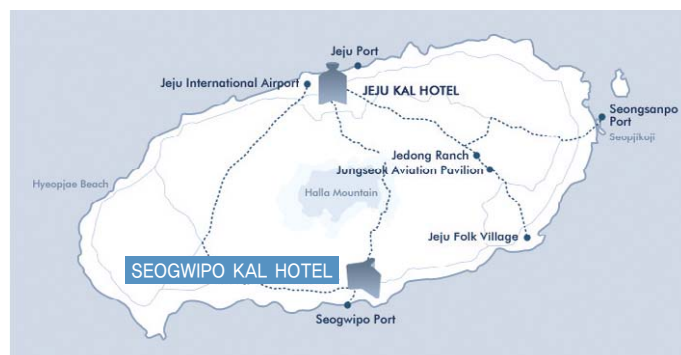 Jeju Port
Jeju International Airport
JEJU KAL HOTEL
Seongsanpo
Port
Seopjikoji
Jedong Ranch
Jungseok Aviation Pavilion
Hyeopjae Beach
Halla Mountain
Jeju Folk Village
SEOGWIPO KAL HOTEL
Seogwipo Port